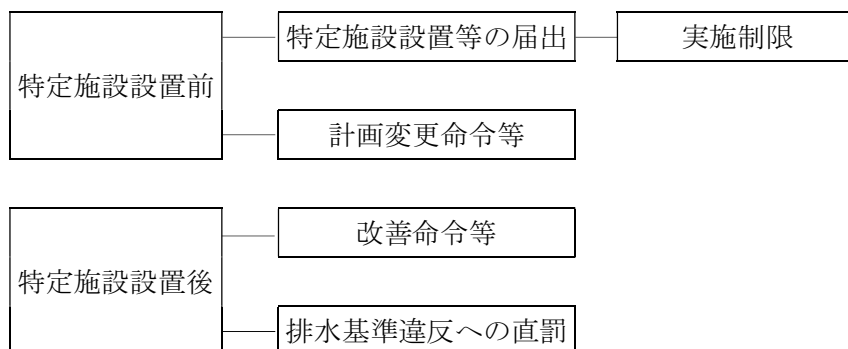 特定施設設置前
特定施設設置等の届出
実施制限
計画変更命令等
特定施設設置後
改善命令等
排水基準違反への直罰